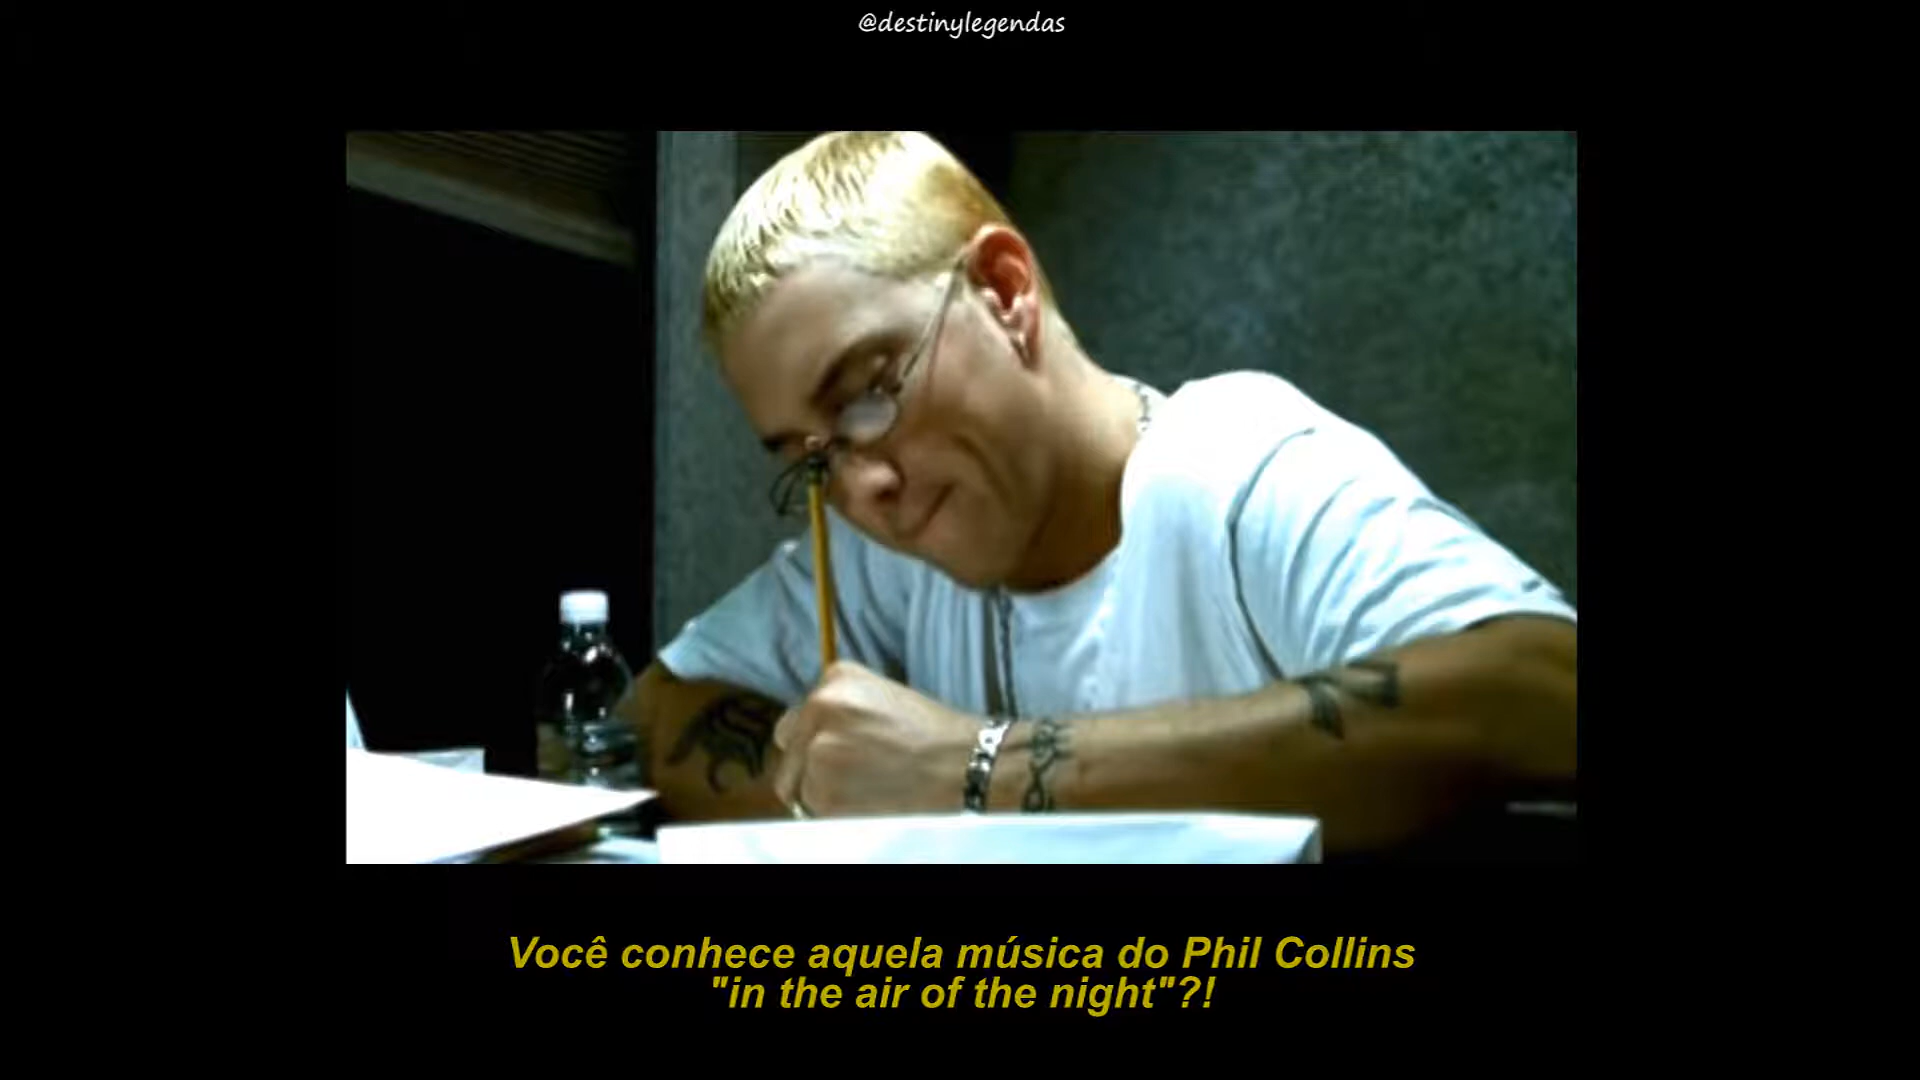 @destinylegendas
Você conhece aquela música do Phil Collins
"in the air of the night"?!